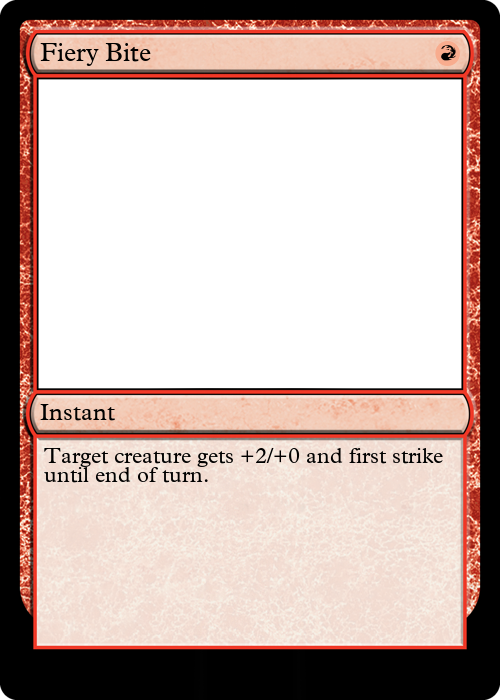 Fiery Bite
Instant
Target creature gets +2/+0 and first strike
until end of turn.